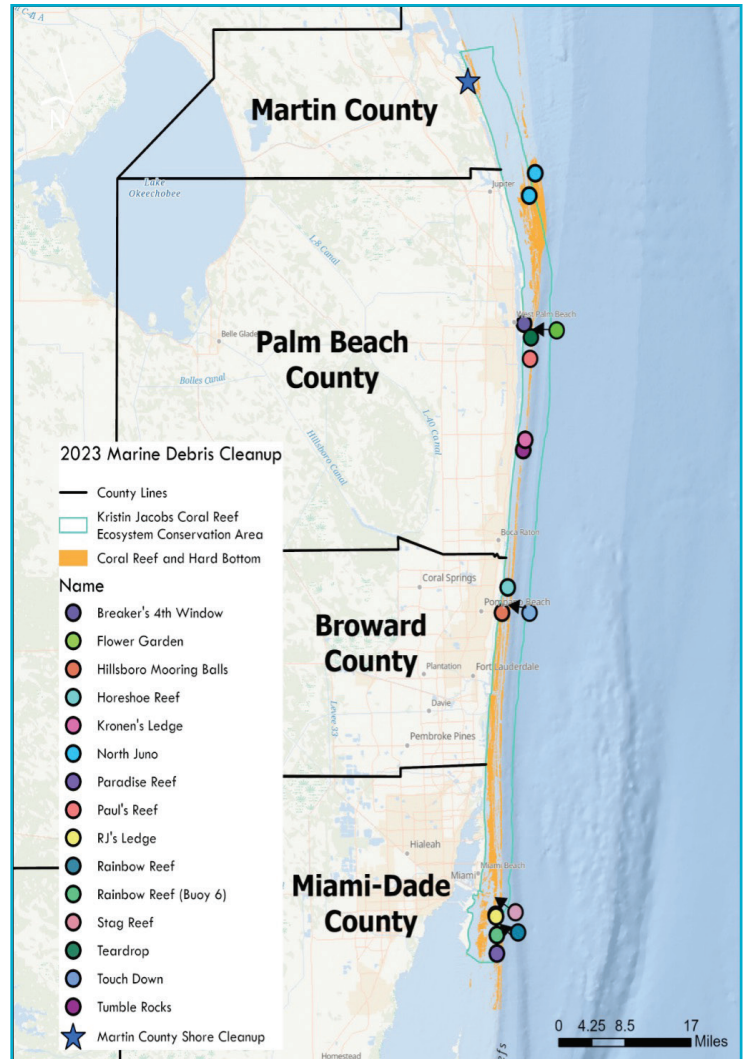 Martin County
Lake
Okeechobee
Jupiter
L-8 Canal
West Palm Beach
Belle Glade
Palm Beach
County
Bolles Canal
L-40 Canal
Hillsboro Canal
2023 Marine Debris Cleanup
County Lines
Kristin Jacobs Coral Reef
Ecosystem Conservation Area
Coral Reef and Hard Bottom
Name
Breaker's 4th Window
Flower Garden
Hillsboro Mooring Balls
Horeshoe Reef
Kronen's Ledge
North Juno
Paradise Reef
Paul's Reef
RJ's Ledge
Rainbow Reef
Rainbow Reef (Buoy 6)
Stag Reef
Teardrop
Touch Down
Tumble Rocks
Martin County Shore Cleanup
Boca Raton
Coral Springs
Pompano Beach
Broward
County
Plantation
Fort Lauderdale
Davie
Levee 33
Pembroke Pines
Hialeah
Miami Beach
Miami
Miami-Dade
County
Homestead
0 4.25 8.5 17
Miles
N